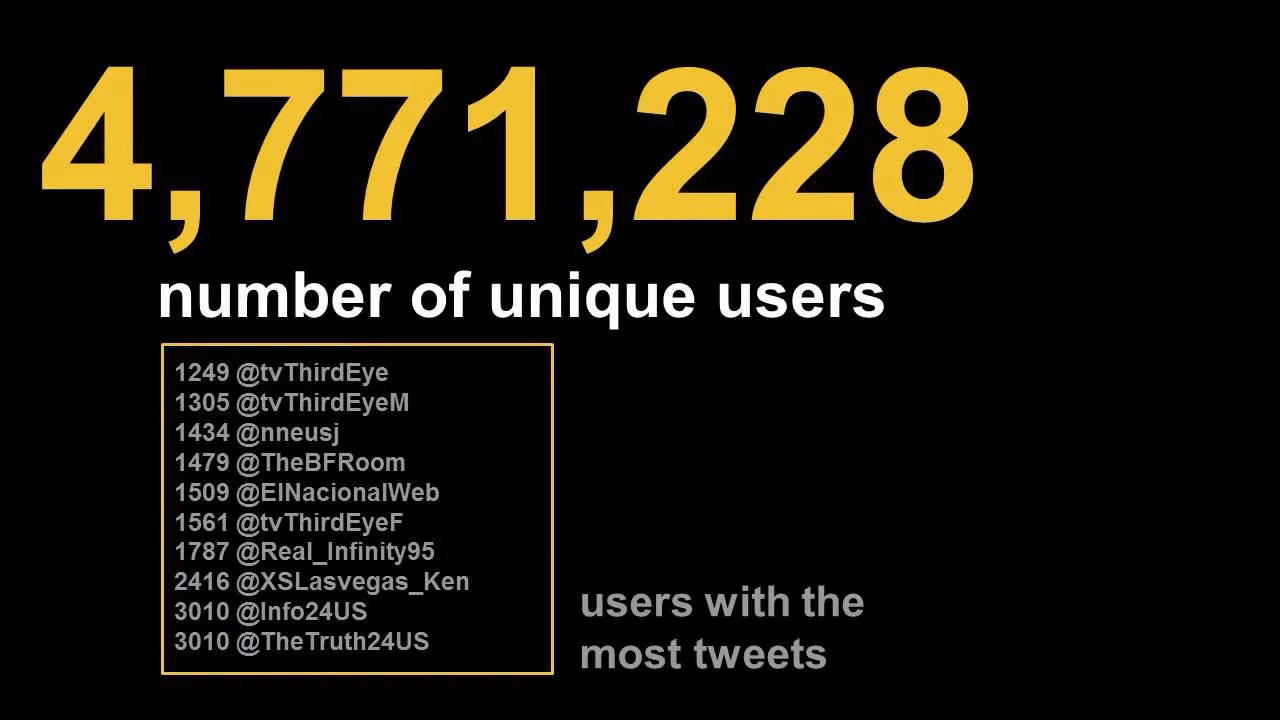 4,771,228
number of unique users
1249 @tvThirdEye
1305 @tvThirdEyeM
1434 @nneusj
1479 @TheBFRoom
1509 @ElNacionalWeb
1561 @tvThirdEyeF
1787 @Real_Infinity95
2416 @XSLasvegas_Ken
3010 @Info24US
3010 @TheTruth24US
users with the
most tweets